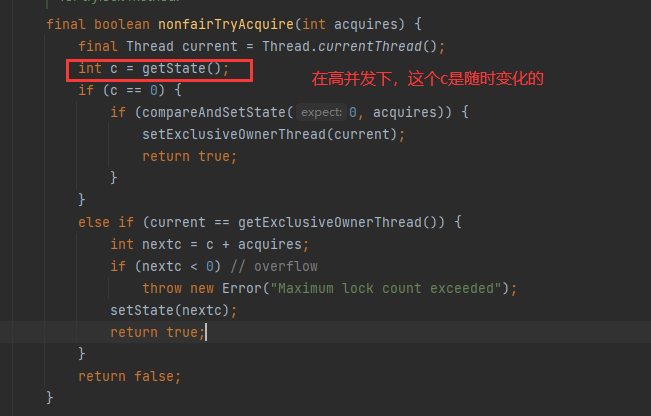 final boolean nonfairTryAcquire(int acquires) {
final Thread current = Thread.currentThread();
int c = getState();
在高并发下，这个c是随时变化的
if (c == 0) {
if (compareAndSetState( expect: 0, acquires)) {
setExclusiveOwnerThread(current);
return true;
}
}
else if (current == getExclusiveOwnerThread()) {
int nextc = c + acquires;
if (nextc < 0) // overflow
throw new Error("Maximum lock count exceeded");
setState(nextc);
return true;
}
return false;
}